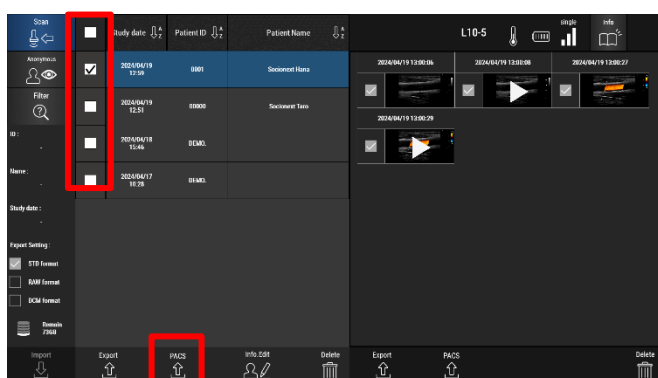 Scan
Study date
Patient ID
Patient Name
L10-5
single
Info
Anonymous
2024/04/19
12:59
0001
Socionext Hana
Filter
2024/04/19
12:51
00000
Socionext Taro
ID :
2024/04/18
15:46
DEMO.
Name :
2024/04/17
10:28
DEMO.
Study date :
Export Setting :
STD format
RAW format
DCM format
Remain
73GB
Import
Export
PACS
Info.Edit
Delete
2024/04/19 13:00:06
2024/04/19 13:00:08
2024/04/19 13:00:27
2024/04/19 13:00:29
Export
PACS
Delete